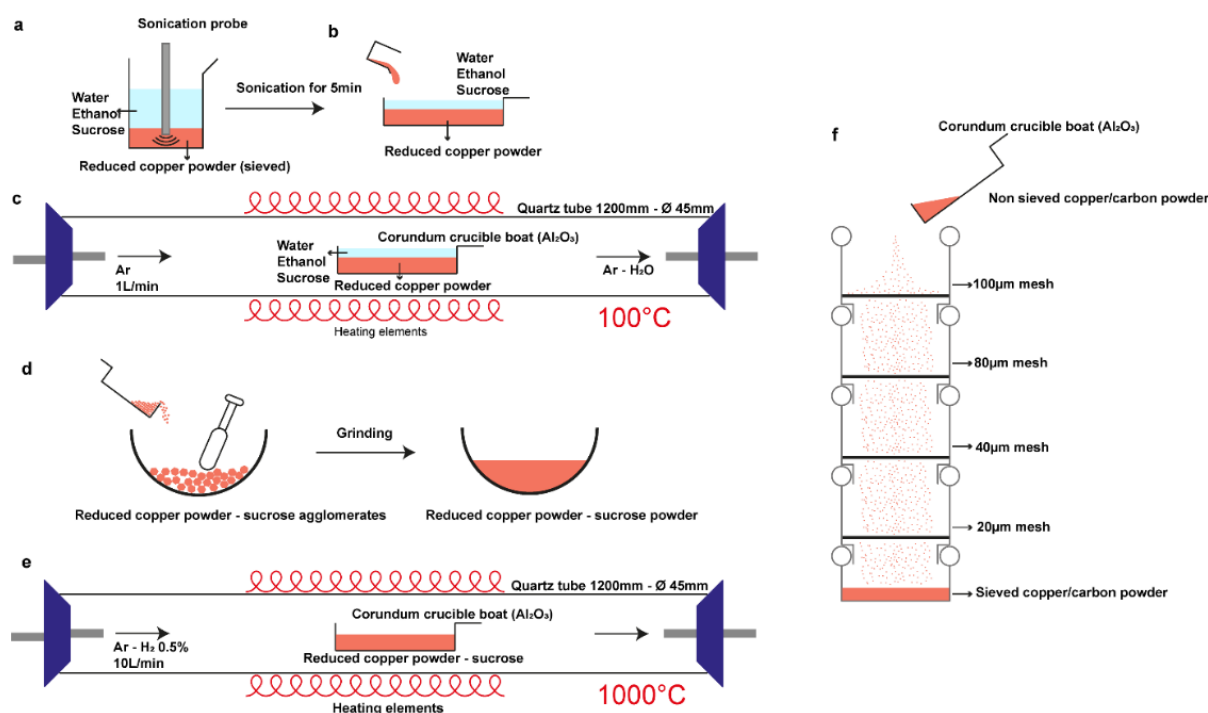 a
Sonication probe
Water
Ethanol
Sucrose
Sonication for 5min
Reduced copper powder (sieved)
b
Water
Ethanol
Sucrose
Reduced copper powder
c
Quartz tube 1200mm - Ø 45mm
Corundum crucible boat (Al₂O₃)
Water
Ethanol
Sucrose
Ar
1L/min
Ar - H₂O
Reduced copper powder
Heating elements
100°C
d
Grinding
Reduced copper powder - sucrose agglomerates
Reduced copper powder - sucrose powder
e
Quartz tube 1200mm - Ø 45mm
Corundum crucible boat (Al₂O₃)
Ar - H₂ 0.5%
10L/min
Reduced copper powder - sucrose
Heating elements
1000°C
f
Corundum crucible boat (Al₂O₃)
Non sieved copper/carbon powder
100µm mesh
80µm mesh
40µm mesh
20µm mesh
Sieved copper/carbon powder